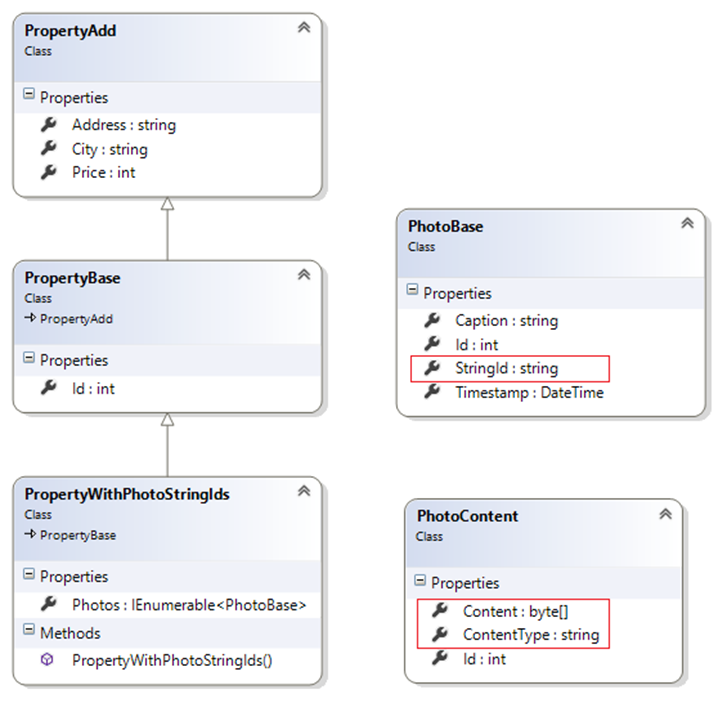 PropertyAdd
Class
Properties
Address : string
City : string
Price : int
PropertyBase
Class
PropertyAdd
Properties
Id : int
PropertyWithPhotoStringIds
Class
PropertyBase
Properties
Photos : IEnumerable<PhotoBase>
Methods
PropertyWithPhotoStringIds()
PhotoBase
Class
Properties
Caption : string
Id : int
StringId : string
Timestamp : DateTime
PhotoContent
Class
Properties
Content : byte[]
ContentType : string
Id : int